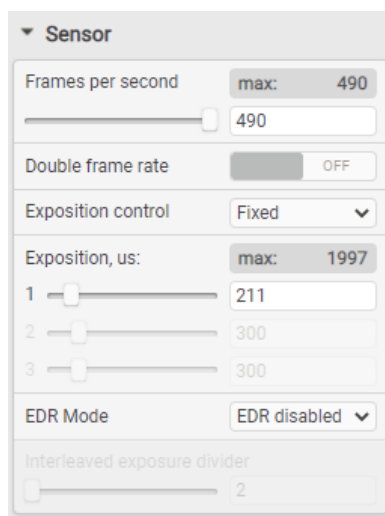 Sensor
Frames per second max: 490
490
Double frame rate OFF
Exposition control Fixed
Exposition, us: max: 1997
1 211
2 300
3 300
EDR Mode EDR disabled
Interleaved exposure divider
2